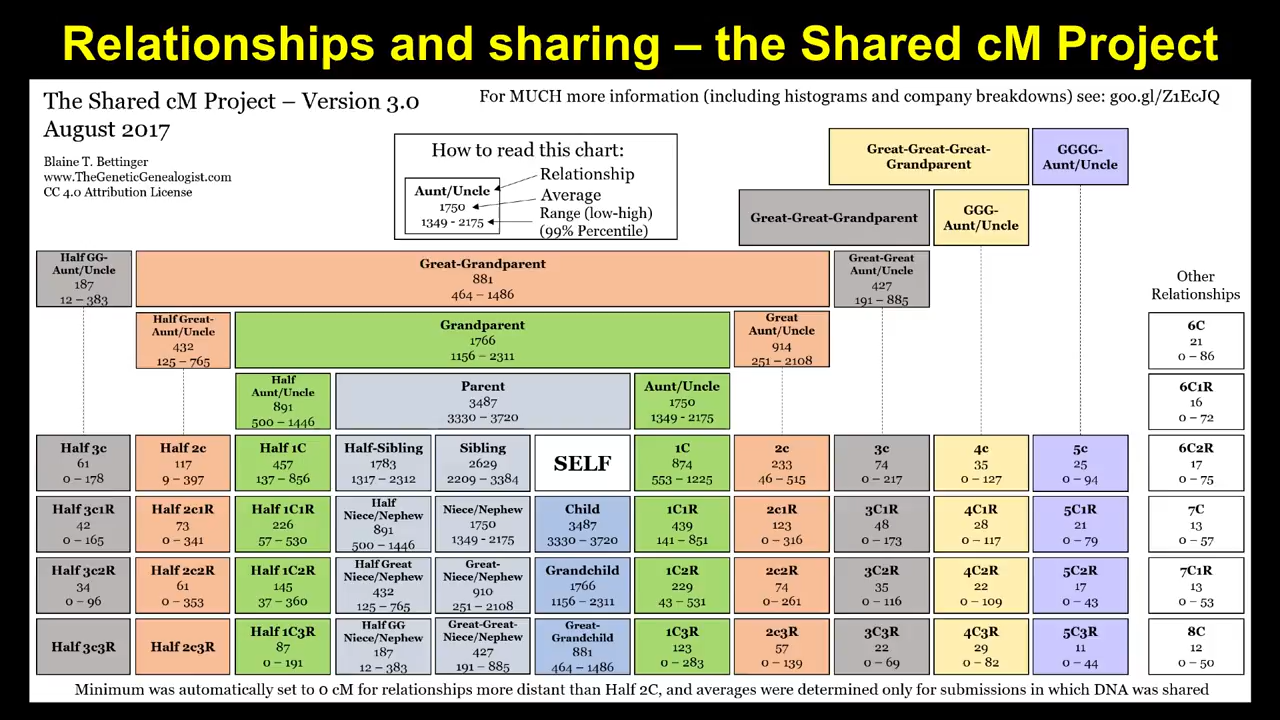 Relationships and sharing – the Shared cM Project
The Shared cM Project – Version 3.0
August 2017
For MUCH more information (including histograms and company breakdowns) see: goo.gl/Z1EcJQ
Blaine T. Bettinger
www.TheGeneticGenealogist.com
CC 4.0 Attribution License
How to read this chart:
Aunt/Uncle
1750
1349 - 2175
Relationship
Average
Range (low-high)
(99% Percentile)
Great-Great-Great-
Grandparent
GGGG-
Aunt/Uncle
Great-Great-Grandparent
GGG-
Aunt/Uncle
Half GG-
Aunt/Uncle
187
12 – 383
Great-Grandparent
881
464 – 1486
Great-Great
Aunt/Uncle
427
191 – 885
Other
Relationships
Half Great-
Aunt/Uncle
432
125 – 765
Grandparent
1766
1156 – 2311
Great
Aunt/Uncle
914
251 – 2108
6C
21
0 – 86
Half
Aunt/Uncle
891
500 – 1446
Parent
3487
3330 – 3720
Aunt/Uncle
1750
1349 - 2175
6C1R
16
0 – 72
Half 3c
61
0 – 178
Half 2c
117
9 – 397
Half 1C
457
137 – 856
Half-Sibling
1783
1317 – 2312
Sibling
2629
2209 – 3384
SELF
1C
874
553 – 1225
2c
233
46 – 515
3c
74
0 – 217
4c
35
0 – 127
5c
25
0 – 94
6C2R
17
0 – 75
Half 3c1R
42
0 – 165
Half 2c1R
73
0 – 341
Half 1C1R
226
57 – 530
Half
Niece/Nephew
891
500 – 1446
Niece/Nephew
1750
1349 - 2175
Child
3487
3330 – 3720
1C1R
439
141 – 851
2c1R
123
0 – 316
3C1R
48
0 – 173
4C1R
28
0 – 117
5C1R
21
0 – 79
7C
13
0 – 57
Half 3c2R
34
0 – 96
Half 2c2R
61
0 – 353
Half 1C2R
145
37 – 360
Half Great
Niece/Nephew
432
125 – 765
Great-
Niece/Nephew
910
251 – 2108
Grandchild
1766
1156 – 2311
1C2R
229
43 – 531
2c2R
74
0– 261
3C2R
35
0 – 116
4C2R
22
0 – 109
5C2R
17
0 – 43
7C1R
13
0 – 53
Half 3c3R
Half 2c3R
Half 1C3R
87
0 – 191
Half GG
Niece/Nephew
187
12 – 383
Great-Great-
Niece/Nephew
427
191 – 885
Great-
Grandchild
881
464 – 1486
1C3R
123
0 – 283
2c3R
57
0 – 139
3C3R
22
0 – 69
4C3R
29
0 – 82
5C3R
11
0 – 44
8C
12
0 – 50
Minimum was automatically set to 0 cM for relationships more distant than Half 2C, and averages were determined only for submissions in which DNA was shared